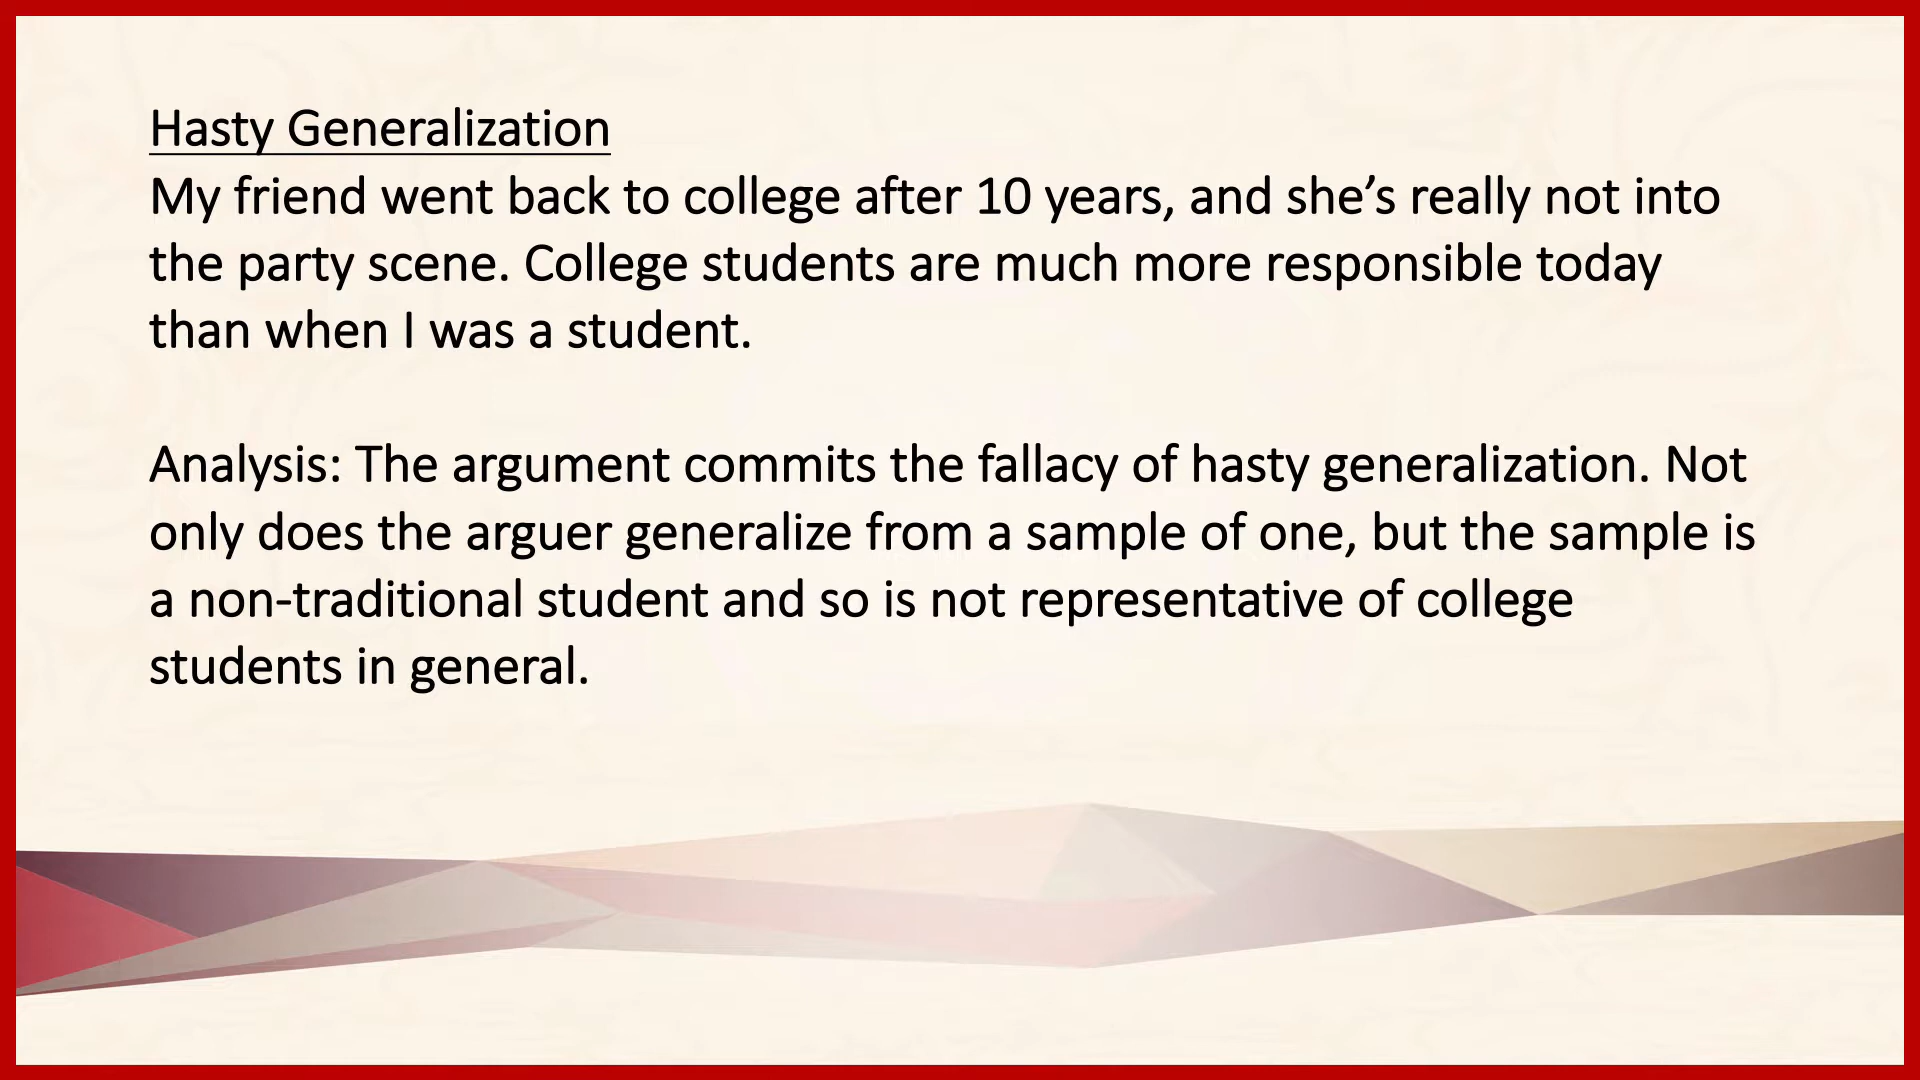 Hasty Generalization
My friend went back to college after 10 years, and she’s really not into
the party scene. College students are much more responsible today
than when I was a student.
Analysis: The argument commits the fallacy of hasty generalization. Not
only does the arguer generalize from a sample of one, but the sample is
a non-traditional student and so is not representative of college
students in general.